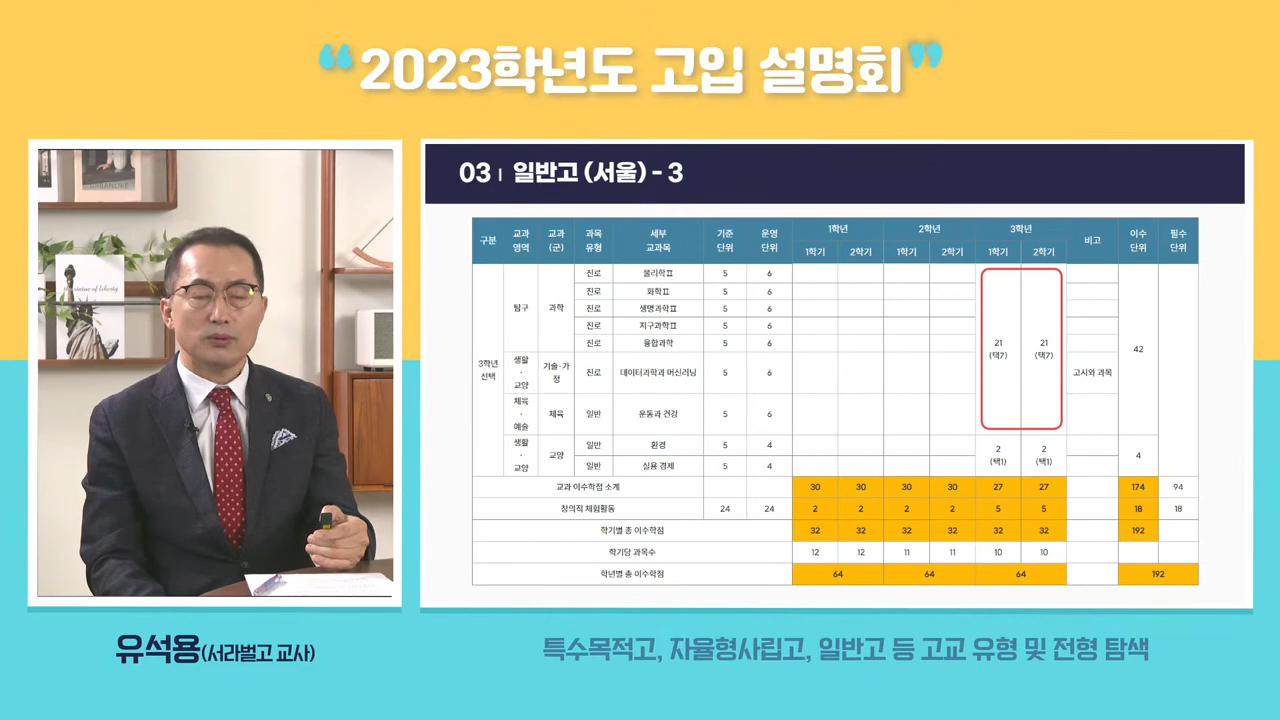 “2023학년도 고입 설명회”
the statue of liberty
03 | 일반고 (서울) - 3
구분 교과 영역 교과 (군) 과목 유형 세부 교과목 기준 단위 운영 단위 1학년 2학년 3학년 비고 이수 단위 필수 단위
1학기 2학기 1학기 2학기 1학기 2학기
3학년 선택 탐구 과학 진로 물리학Ⅱ 5 6 21 (택7) 21 (택7) 42
진로 화학Ⅱ 5 6
진로 생명과학Ⅱ 5 6
진로 지구과학Ⅱ 5 6
진로 융합과학 5 6
생활 · 교양 기술·가정 진로 데이터과학과 머신러닝 5 6 고시외 과목
체육 · 예술 체육 일반 운동과 건강 5 6
생활 · 교양 교양 일반 환경 5 4 2 (택1) 2 (택1) 4
일반 실용 경제 5 4
교과 이수학점 소계 30 30 30 30 27 27 174 94
창의적 체험활동 24 24 2 2 2 2 5 5 18 18
학기별 총 이수학점 32 32 32 32 32 32 192
학기당 과목수 12 12 11 11 10 10
학년별 총 이수학점 64 64 64 192
유석용(서라벌고 교사)
특수목적고, 자율형사립고, 일반고 등 고교 유형 및 전형 탐색